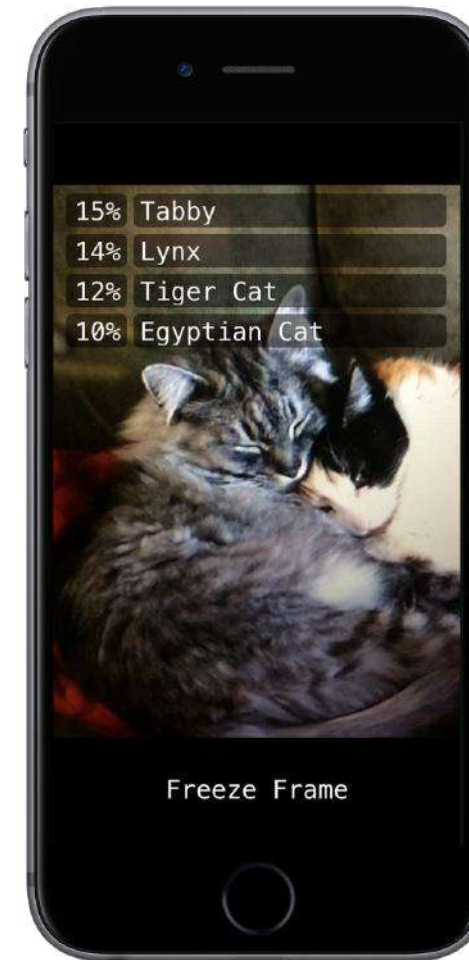 15% Tabby
14% Lynx
12% Tiger Cat
10% Egyptian Cat
Freeze Frame